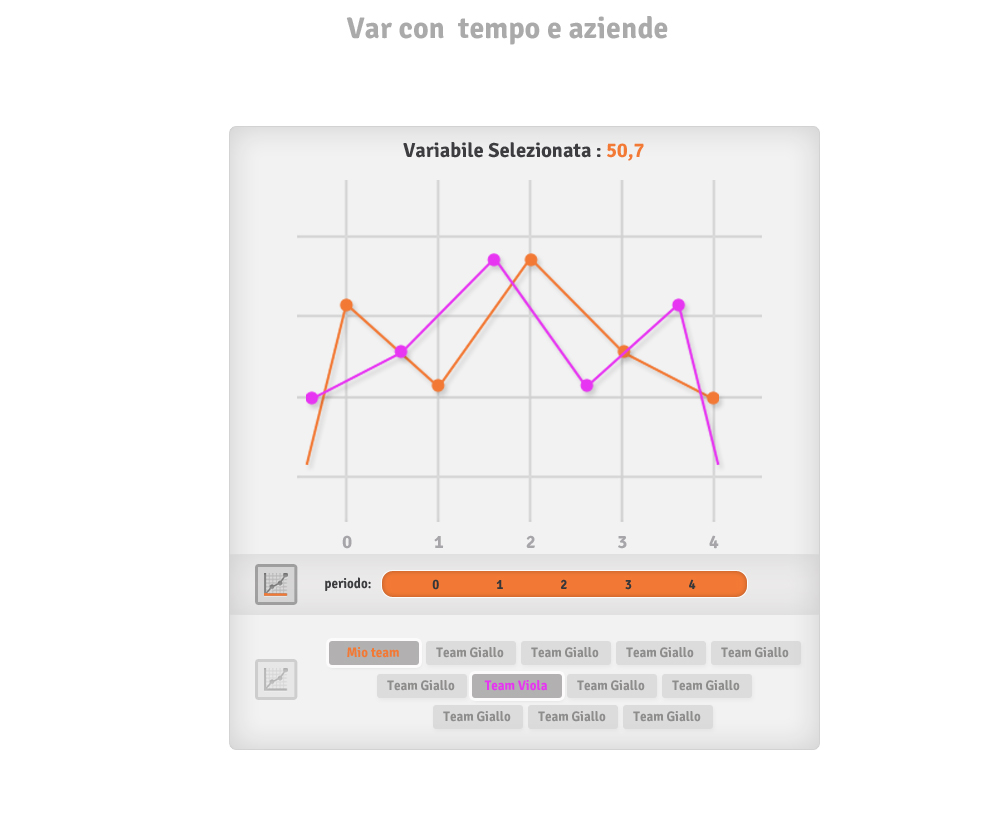 Var con  tempo e aziende
Variabile Selezionata : 50,7
0 1 2 3 4
periodo: 0 1 2 3 4
Mio team Team Giallo Team Giallo Team Giallo Team Giallo
Team Giallo Team Viola Team Giallo Team Giallo
Team Giallo Team Giallo Team Giallo